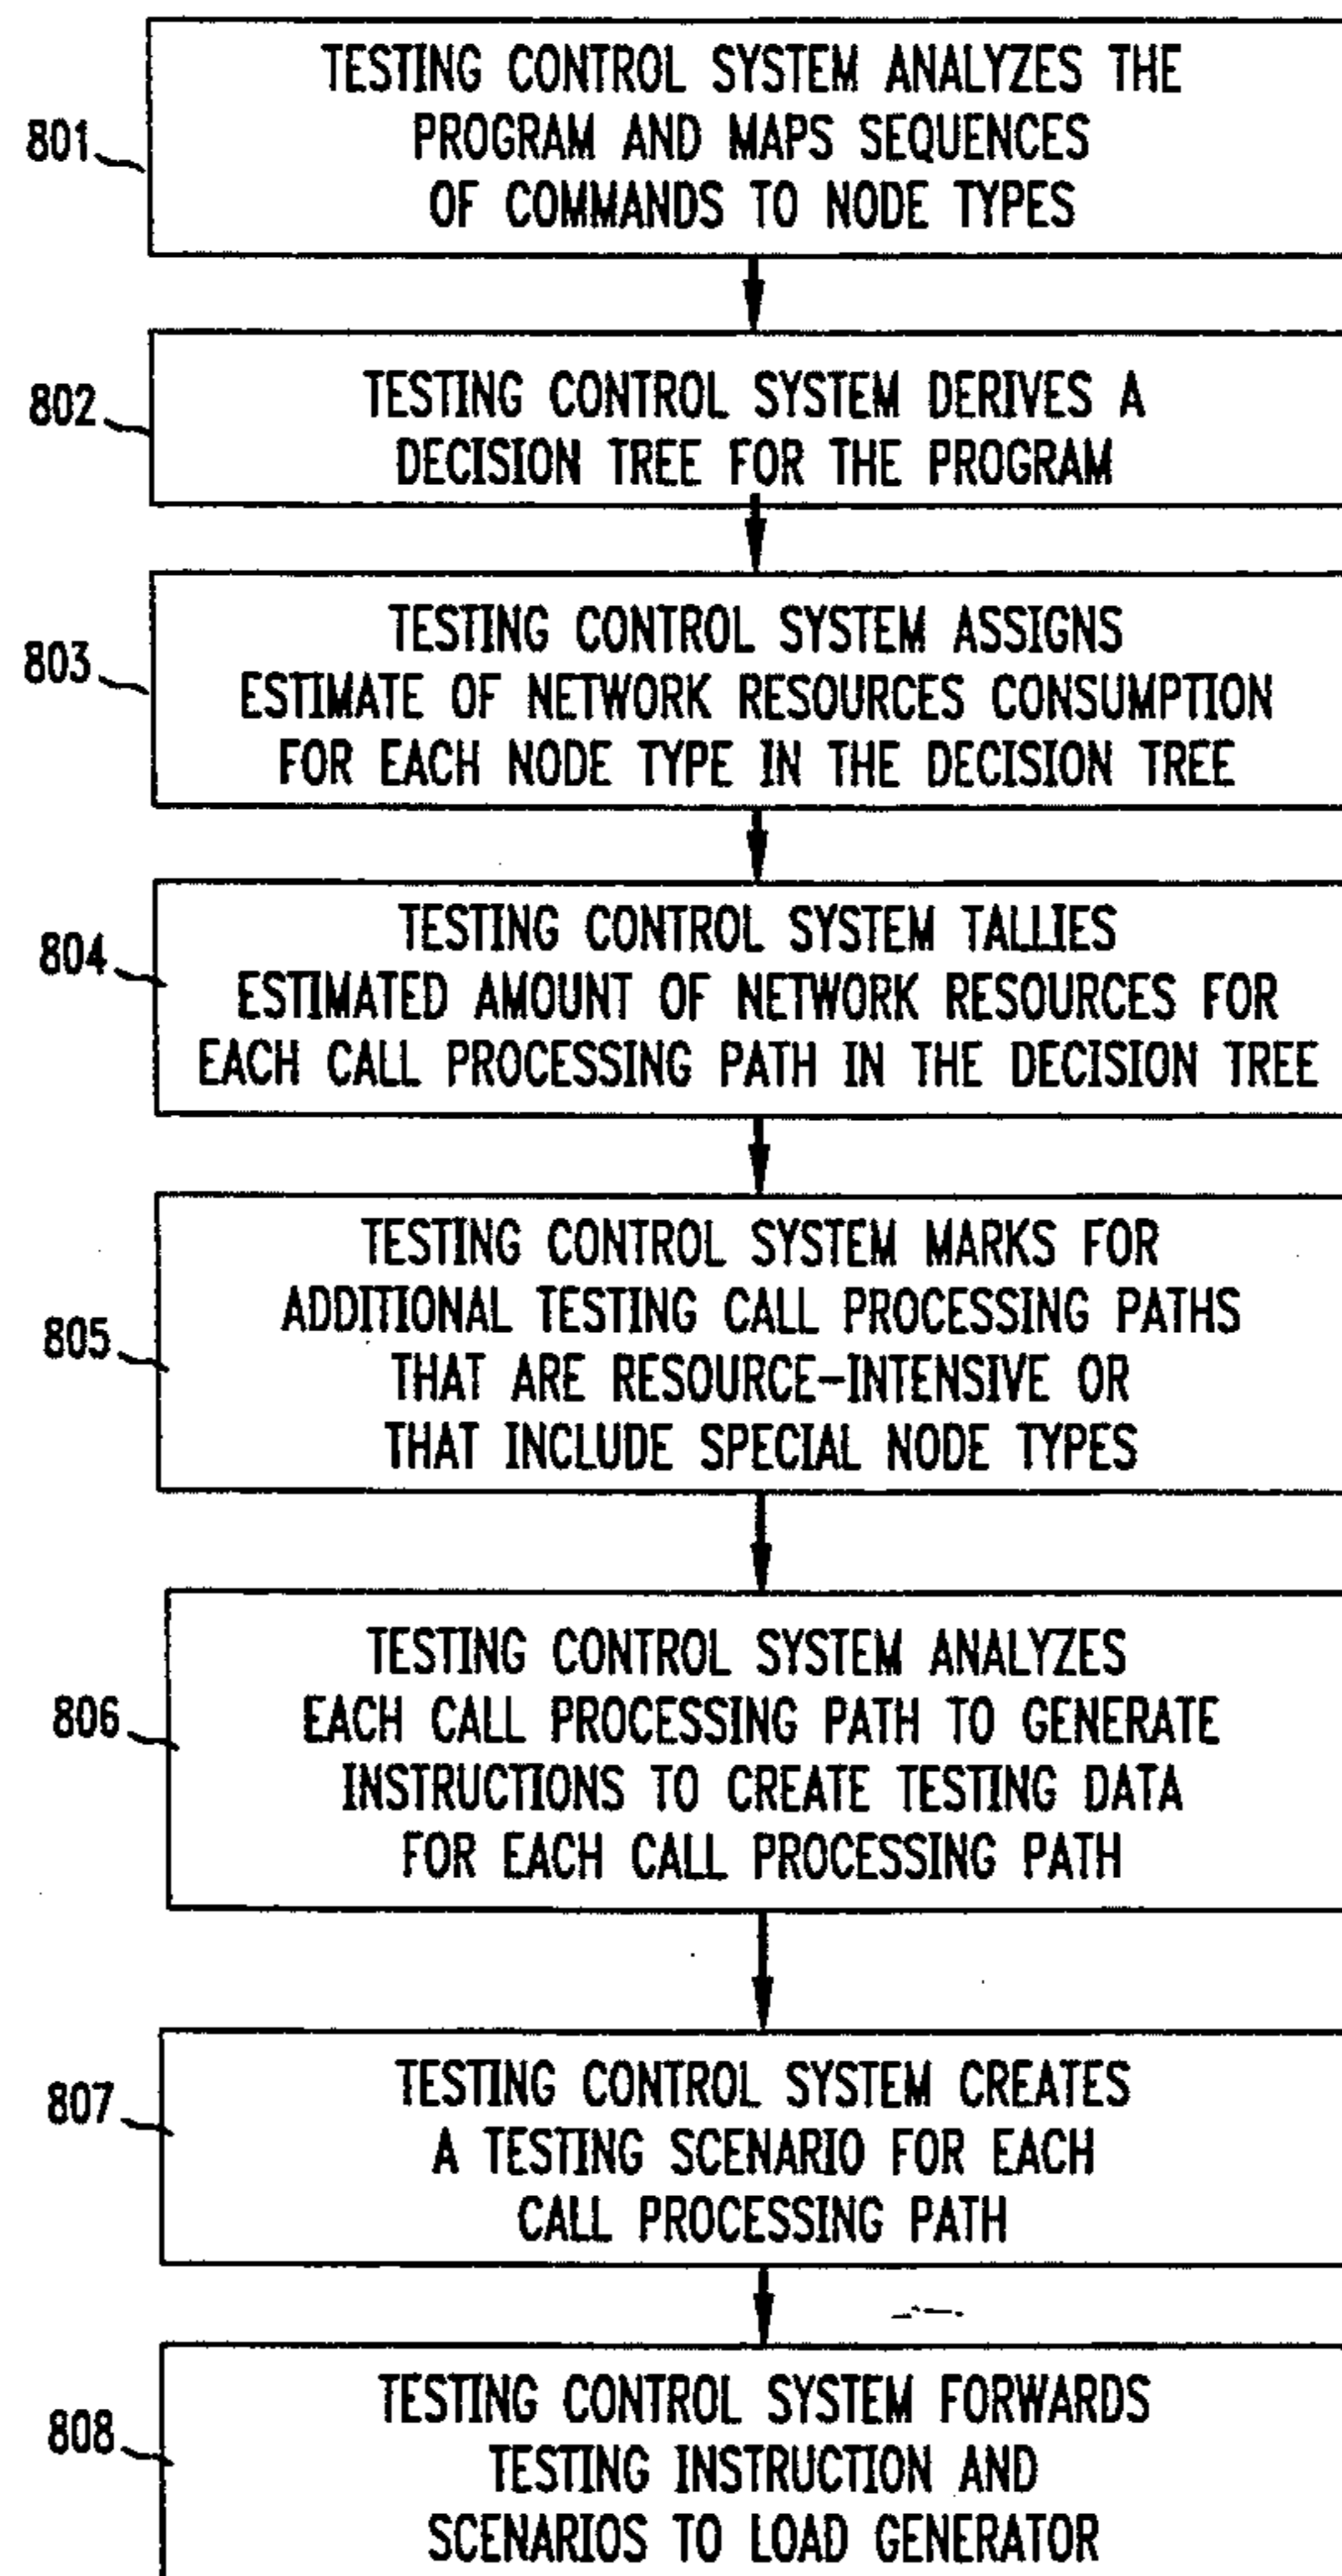 801
TESTING CONTROL SYSTEM ANALYZES THE
PROGRAM AND MAPS SEQUENCES
OF COMMANDS TO NODE TYPES
802
TESTING CONTROL SYSTEM DERIVES A
DECISION TREE FOR THE PROGRAM
803
TESTING CONTROL SYSTEM ASSIGNS
ESTIMATE OF NETWORK RESOURCES CONSUMPTION
FOR EACH NODE TYPE IN THE DECISION TREE
804
TESTING CONTROL SYSTEM TALLIES
ESTIMATED AMOUNT OF NETWORK RESOURCES FOR
EACH CALL PROCESSING PATH IN THE DECISION TREE
805
TESTING CONTROL SYSTEM MARKS FOR
ADDITIONAL TESTING CALL PROCESSING PATHS
THAT ARE RESOURCE-INTENSIVE OR
THAT INCLUDE SPECIAL NODE TYPES
806
TESTING CONTROL SYSTEM ANALYZES
EACH CALL PROCESSING PATH TO GENERATE
INSTRUCTIONS TO CREATE TESTING DATA
FOR EACH CALL PROCESSING PATH
807
TESTING CONTROL SYSTEM CREATES
A TESTING SCENARIO FOR EACH
CALL PROCESSING PATH
808
TESTING CONTROL SYSTEM FORWARDS
TESTING INSTRUCTION AND
SCENARIOS TO LOAD GENERATOR